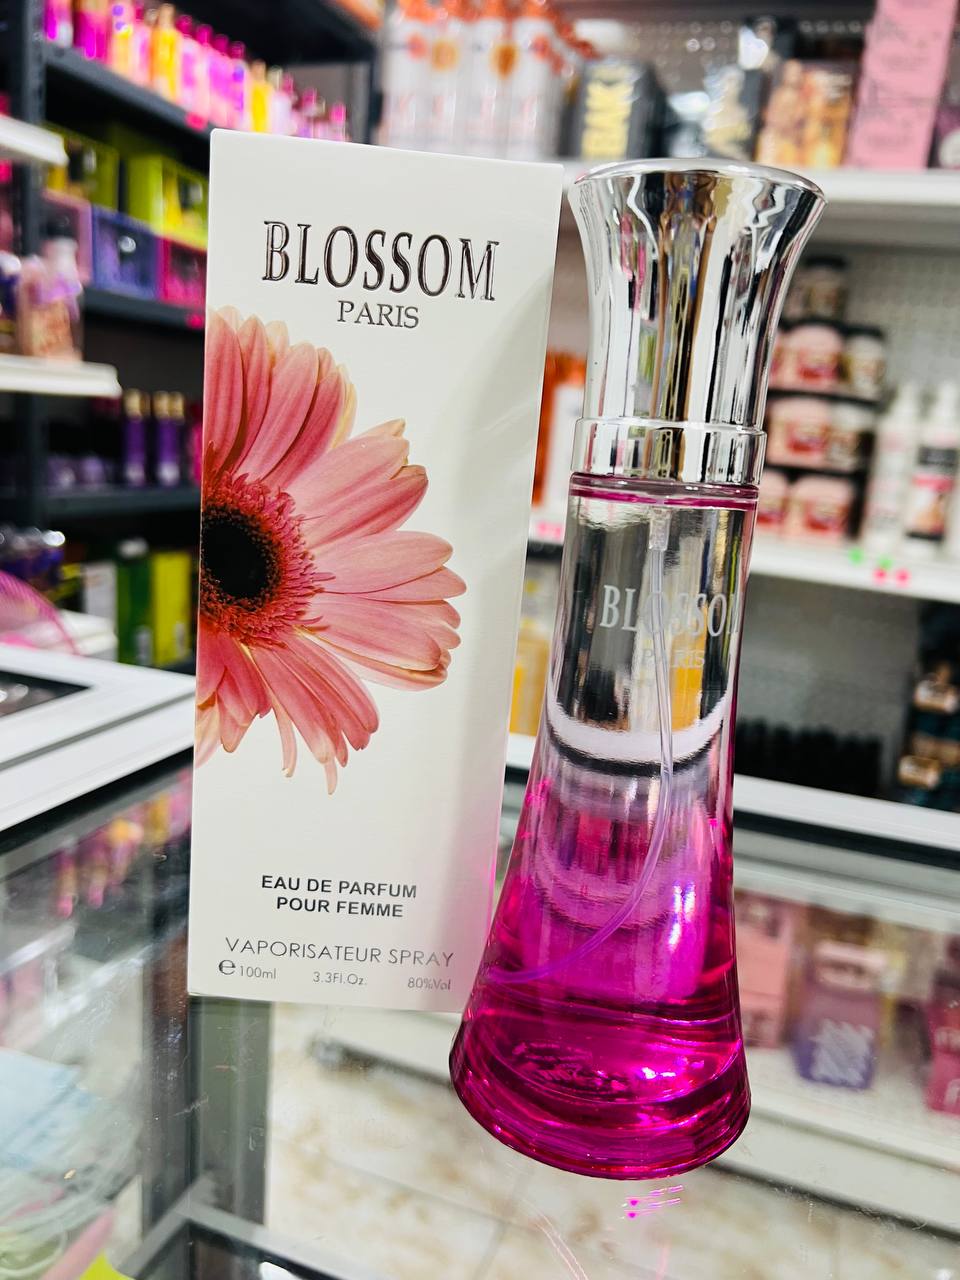 BLOSSOM
PARIS
EAU DE PARFUM
POUR FEMME
VAPORISATEUR SPRAY
℮ 100ml 3.3Fl.Oz. 80%Vol
BLOSSOM
PARIS